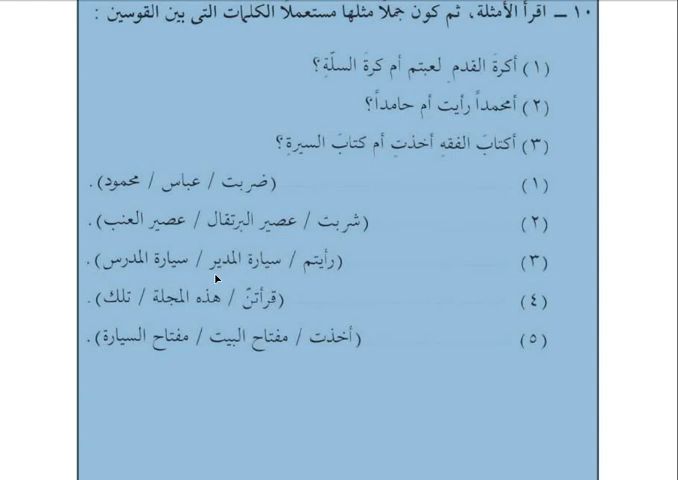 ١٠ ــ اقرأ الأمثلة، ثم كون جملا مثلها مستعملا الكلمات التى بين القوسين :
(١) أكرةَ القدمِ لعبتم أم كرةَ السلّةِ؟
(٢) أمحمداً رأيت أم حامداً؟
(٣) أكتابَ الفقهِ أخذتِ أم كتابَ السيرةِ؟
(١) (ضربت / عباس / محمود).
(٢) (شربت / عصير البرتقال / عصير العنب).
(٣) (رأيتم / سيارة المدير / سيارة المدرس).
(٤) (قرأتنّ / هذه المجلة / تلك).
(٥) (أخذت / مفتاح البيت / مفتاح السيارة).